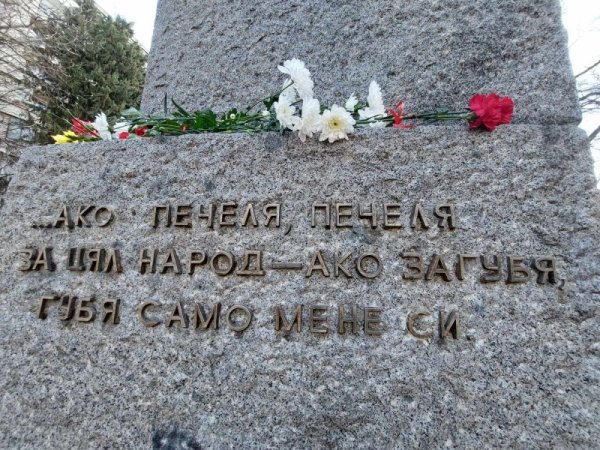 ...АКО ПЕЧЕЛЯ, ПЕЧЕЛЯ
ЗА ЦЯЛ НАРОД—АКО ЗАГУБЯ,
ГУБЯ САМО МЕНЕ СИ